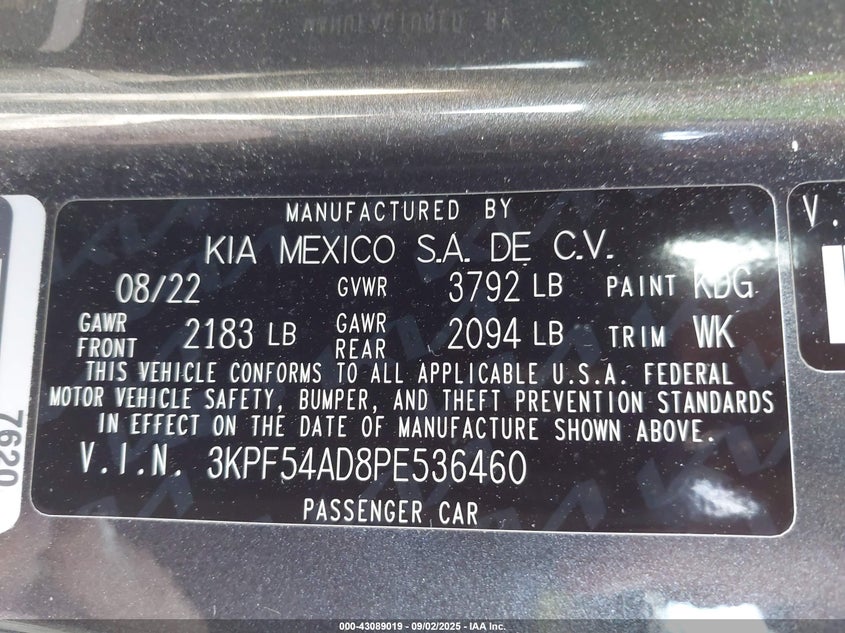 MANUFACTURED BY
KIA MEXICO S.A. DE C.V.
08/22 GVWR 3792 LB PAINT KDG
GAWR FRONT 2183 LB GAWR REAR 2094 LB TRIM WK
THIS VEHICLE CONFORMS TO ALL APPLICABLE U.S.A. FEDERAL
MOTOR VEHICLE SAFETY, BUMPER, AND THEFT PREVENTION STANDARDS
IN EFFECT ON THE DATE OF MANUFACTURE SHOWN ABOVE.
V.I.N. 3KPF54AD8PE536460
PASSENGER CAR
7620
V.
000-43089019 - 09/02/2025 - IAA Inc.